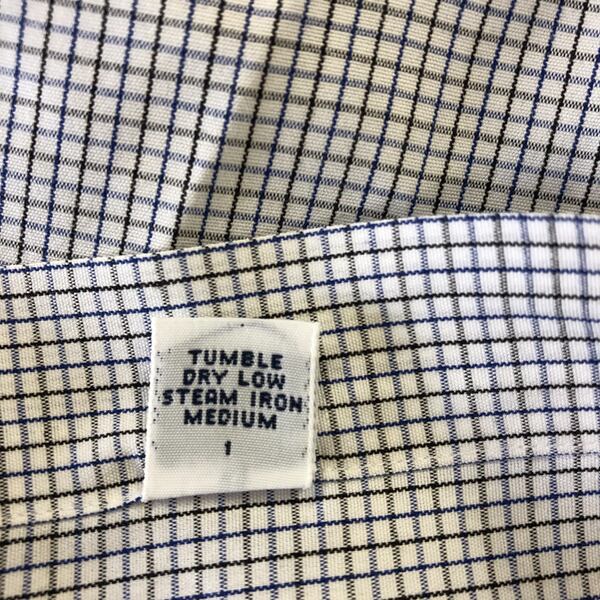 TUMBLE
DRY LOW
STEAM IRON
MEDIUM
1